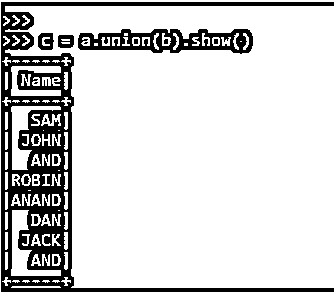 >>>
>>> c = a.union(b).show()
+-----+
| Name|
+-----+
|  SAM|
| JOHN|
|  AND|
|ROBIN|
|ANAND|
|  DAN|
| JACK|
|  AND|
+-----+